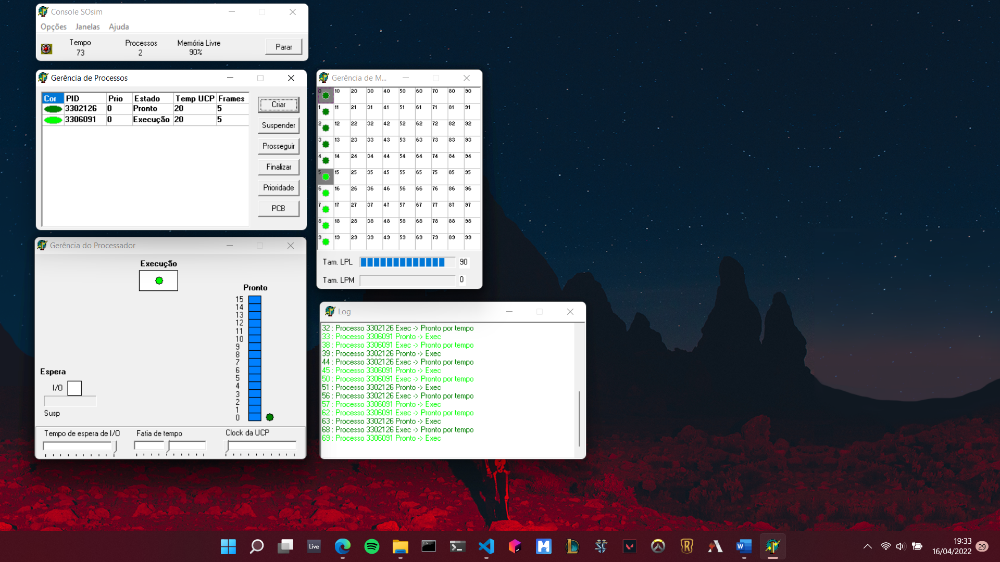 Console SOsim
Opções Janelas Ajuda
Tempo Processos Memória Livre
73 2 90%
Parar
Gerência de Processos
Cor PID Prio Estado Temp UCP Frames
3302126 0 Pronto 20 5
3306091 0 Execução 20 5
Criar
Suspender
Prosseguir
Finalizar
Prioridade
PCB
Gerência de M...
0 10 20 30 40 50 60 70 80 90
1 11 21 31 41 51 61 71 81 91
2 12 22 32 42 52 62 72 82 92
3 13 23 33 43 53 63 73 83 93
4 14 24 34 44 54 64 74 84 94
5 15 25 35 45 55 65 75 85 95
6 16 26 36 46 56 66 76 86 96
7 17 27 37 47 57 67 77 87 97
8 18 28 38 48 58 68 78 88 98
9 19 29 39 49 59 69 79 89 99
Tam. LPL 90
Tam. LPM 0
Gerência do Processador
Execução
Pronto
15
14
13
12
11
10
9
8
7
6
5
4
3
2
1
0
Espera
I/O
Susp
Tempo de espera de I/O Fatia de tempo Clock da UCP
Log
32 : Processo 3302126 Exec -> Pronto por tempo
33 : Processo 3306091 Pronto -> Exec
38 : Processo 3306091 Exec -> Pronto por tempo
39 : Processo 3302126 Pronto -> Exec
44 : Processo 3302126 Exec -> Pronto por tempo
45 : Processo 3306091 Pronto -> Exec
50 : Processo 3306091 Exec -> Pronto por tempo
51 : Processo 3302126 Pronto -> Exec
56 : Processo 3302126 Exec -> Pronto por tempo
57 : Processo 3306091 Pronto -> Exec
62 : Processo 3306091 Exec -> Pronto por tempo
63 : Processo 3302126 Pronto -> Exec
68 : Processo 3302126 Exec -> Pronto por tempo
69 : Processo 3306091 Pronto -> Exec
Live
19:33
16/04/2022
29